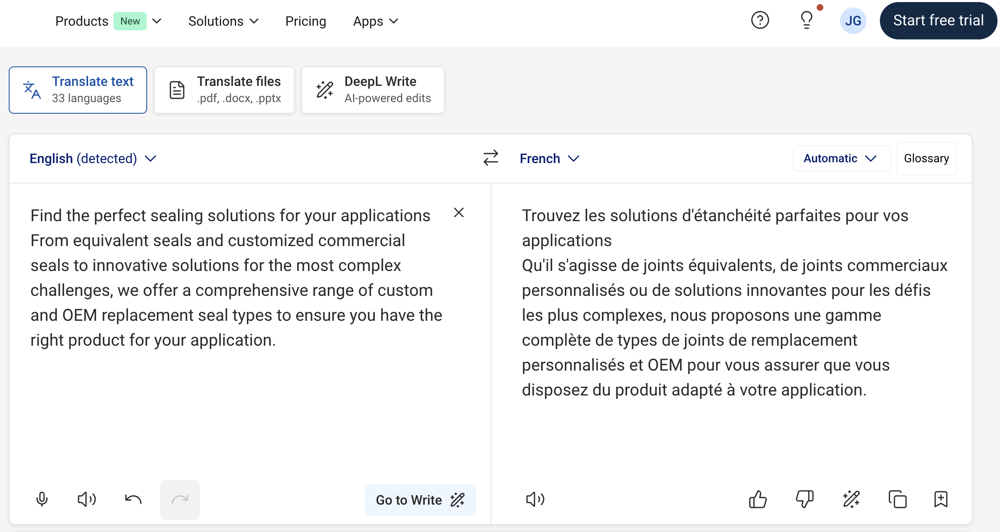 Products New Solutions Pricing Apps JG Start free trial
Translate text
33 languages
Translate files
.pdf, .docx, .pptx
DeepL Write
AI-powered edits
English (detected)
French Automatic Glossary
Find the perfect sealing solutions for your applications
From equivalent seals and customized commercial
seals to innovative solutions for the most complex
challenges, we offer a comprehensive range of custom
and OEM replacement seal types to ensure you have the
right product for your application.
Go to Write
Trouvez les solutions d'étanchéité parfaites pour vos
applications
Qu'il s'agisse de joints équivalents, de joints commerciaux
personnalisés ou de solutions innovantes pour les défis
les plus complexes, nous proposons une gamme
complète de types de joints de remplacement
personnalisés et OEM pour vous assurer que vous
disposez du produit adapté à votre application.